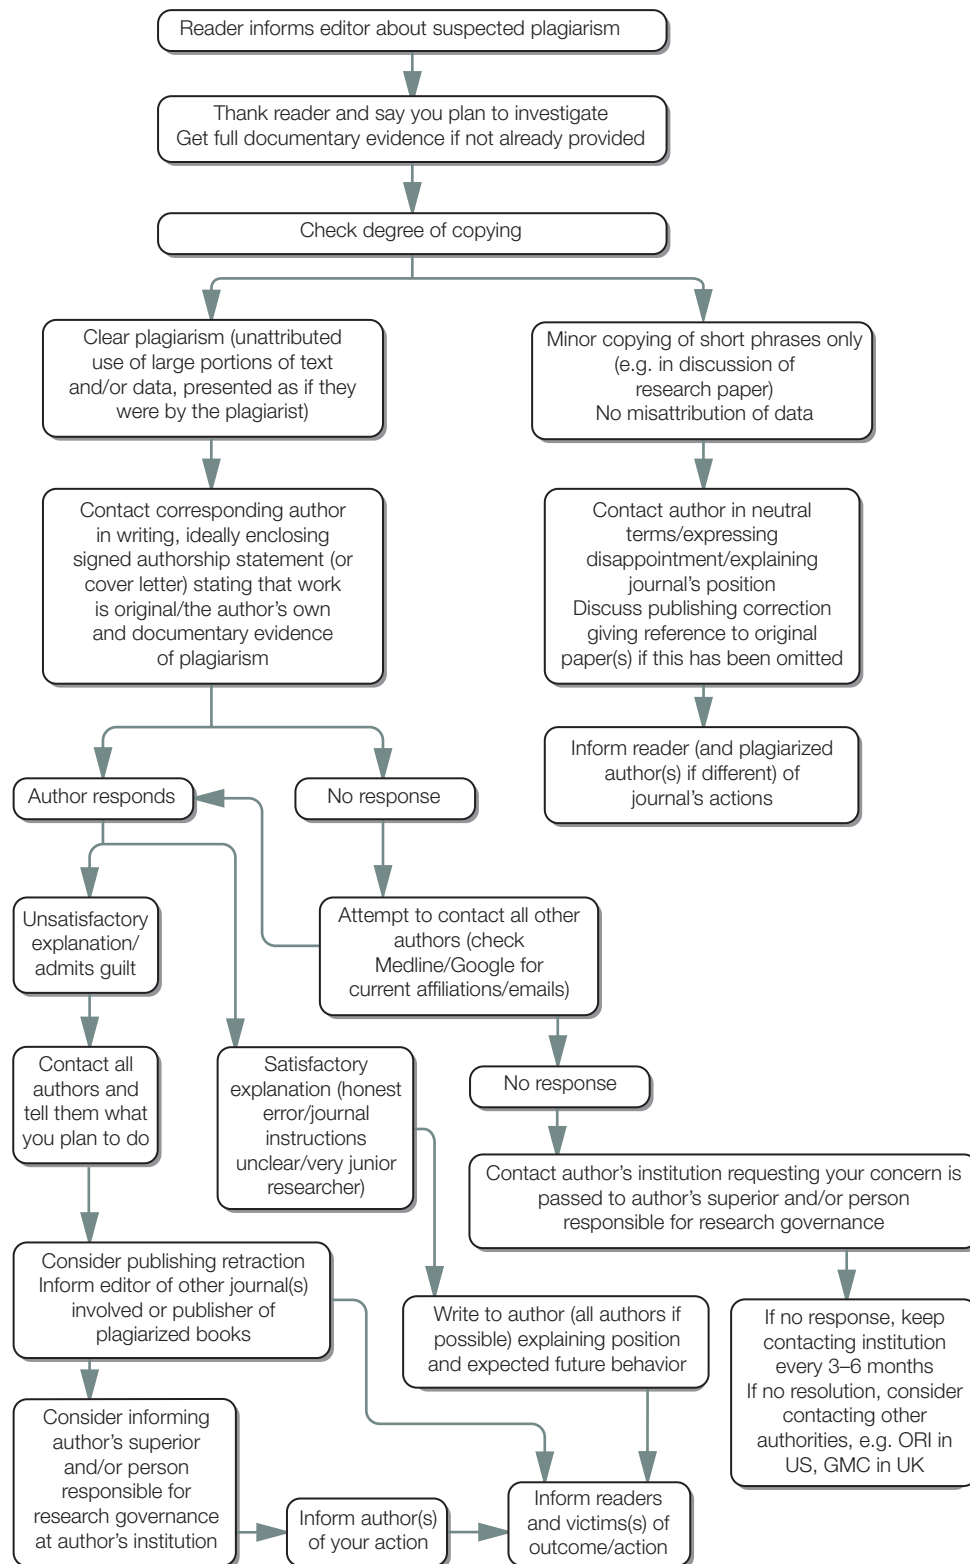 Reader informs editor about suspected plagiarism
Thank reader and say you plan to investigate
Get full documentary evidence if not already provided
Check degree of copying
Clear plagiarism (unattributed
use of large portions of text
and/or data, presented as if they
were by the plagiarist)
Minor copying of short phrases only
(e.g. in discussion of
research paper)
No misattribution of data
Contact corresponding author
in writing, ideally enclosing
signed authorship statement (or
cover letter) stating that work
is original/the author’s own
and documentary evidence
of plagiarism
Contact author in neutral
terms/expressing
disappointment/explaining
journal’s position
Discuss publishing correction
giving reference to original
paper(s) if this has been omitted
Inform reader (and plagiarized
author(s) if different) of
journal’s actions
Author responds
No response
Unsatisfactory
explanation/
admits guilt
Attempt to contact all other
authors (check
Medline/Google for
current affiliations/emails)
Contact all
authors and
tell them what
you plan to do
Satisfactory
explanation (honest
error/journal
instructions
unclear/very junior
researcher)
No response
Contact author’s institution requesting your concern is
passed to author’s superior and/or person
responsible for research governance
Consider publishing retraction
Inform editor of other journal(s)
involved or publisher of
plagiarized books
Write to author (all authors if
possible) explaining position
and expected future behavior
If no response, keep
contacting institution
every 3–6 months
If no resolution, consider
contacting other
authorities, e.g. ORI in
US, GMC in UK
Consider informing
author’s superior
and/or person
responsible for
research governance
at author’s institution
Inform author(s)
of your action
Inform readers
and victims(s) of
outcome/action